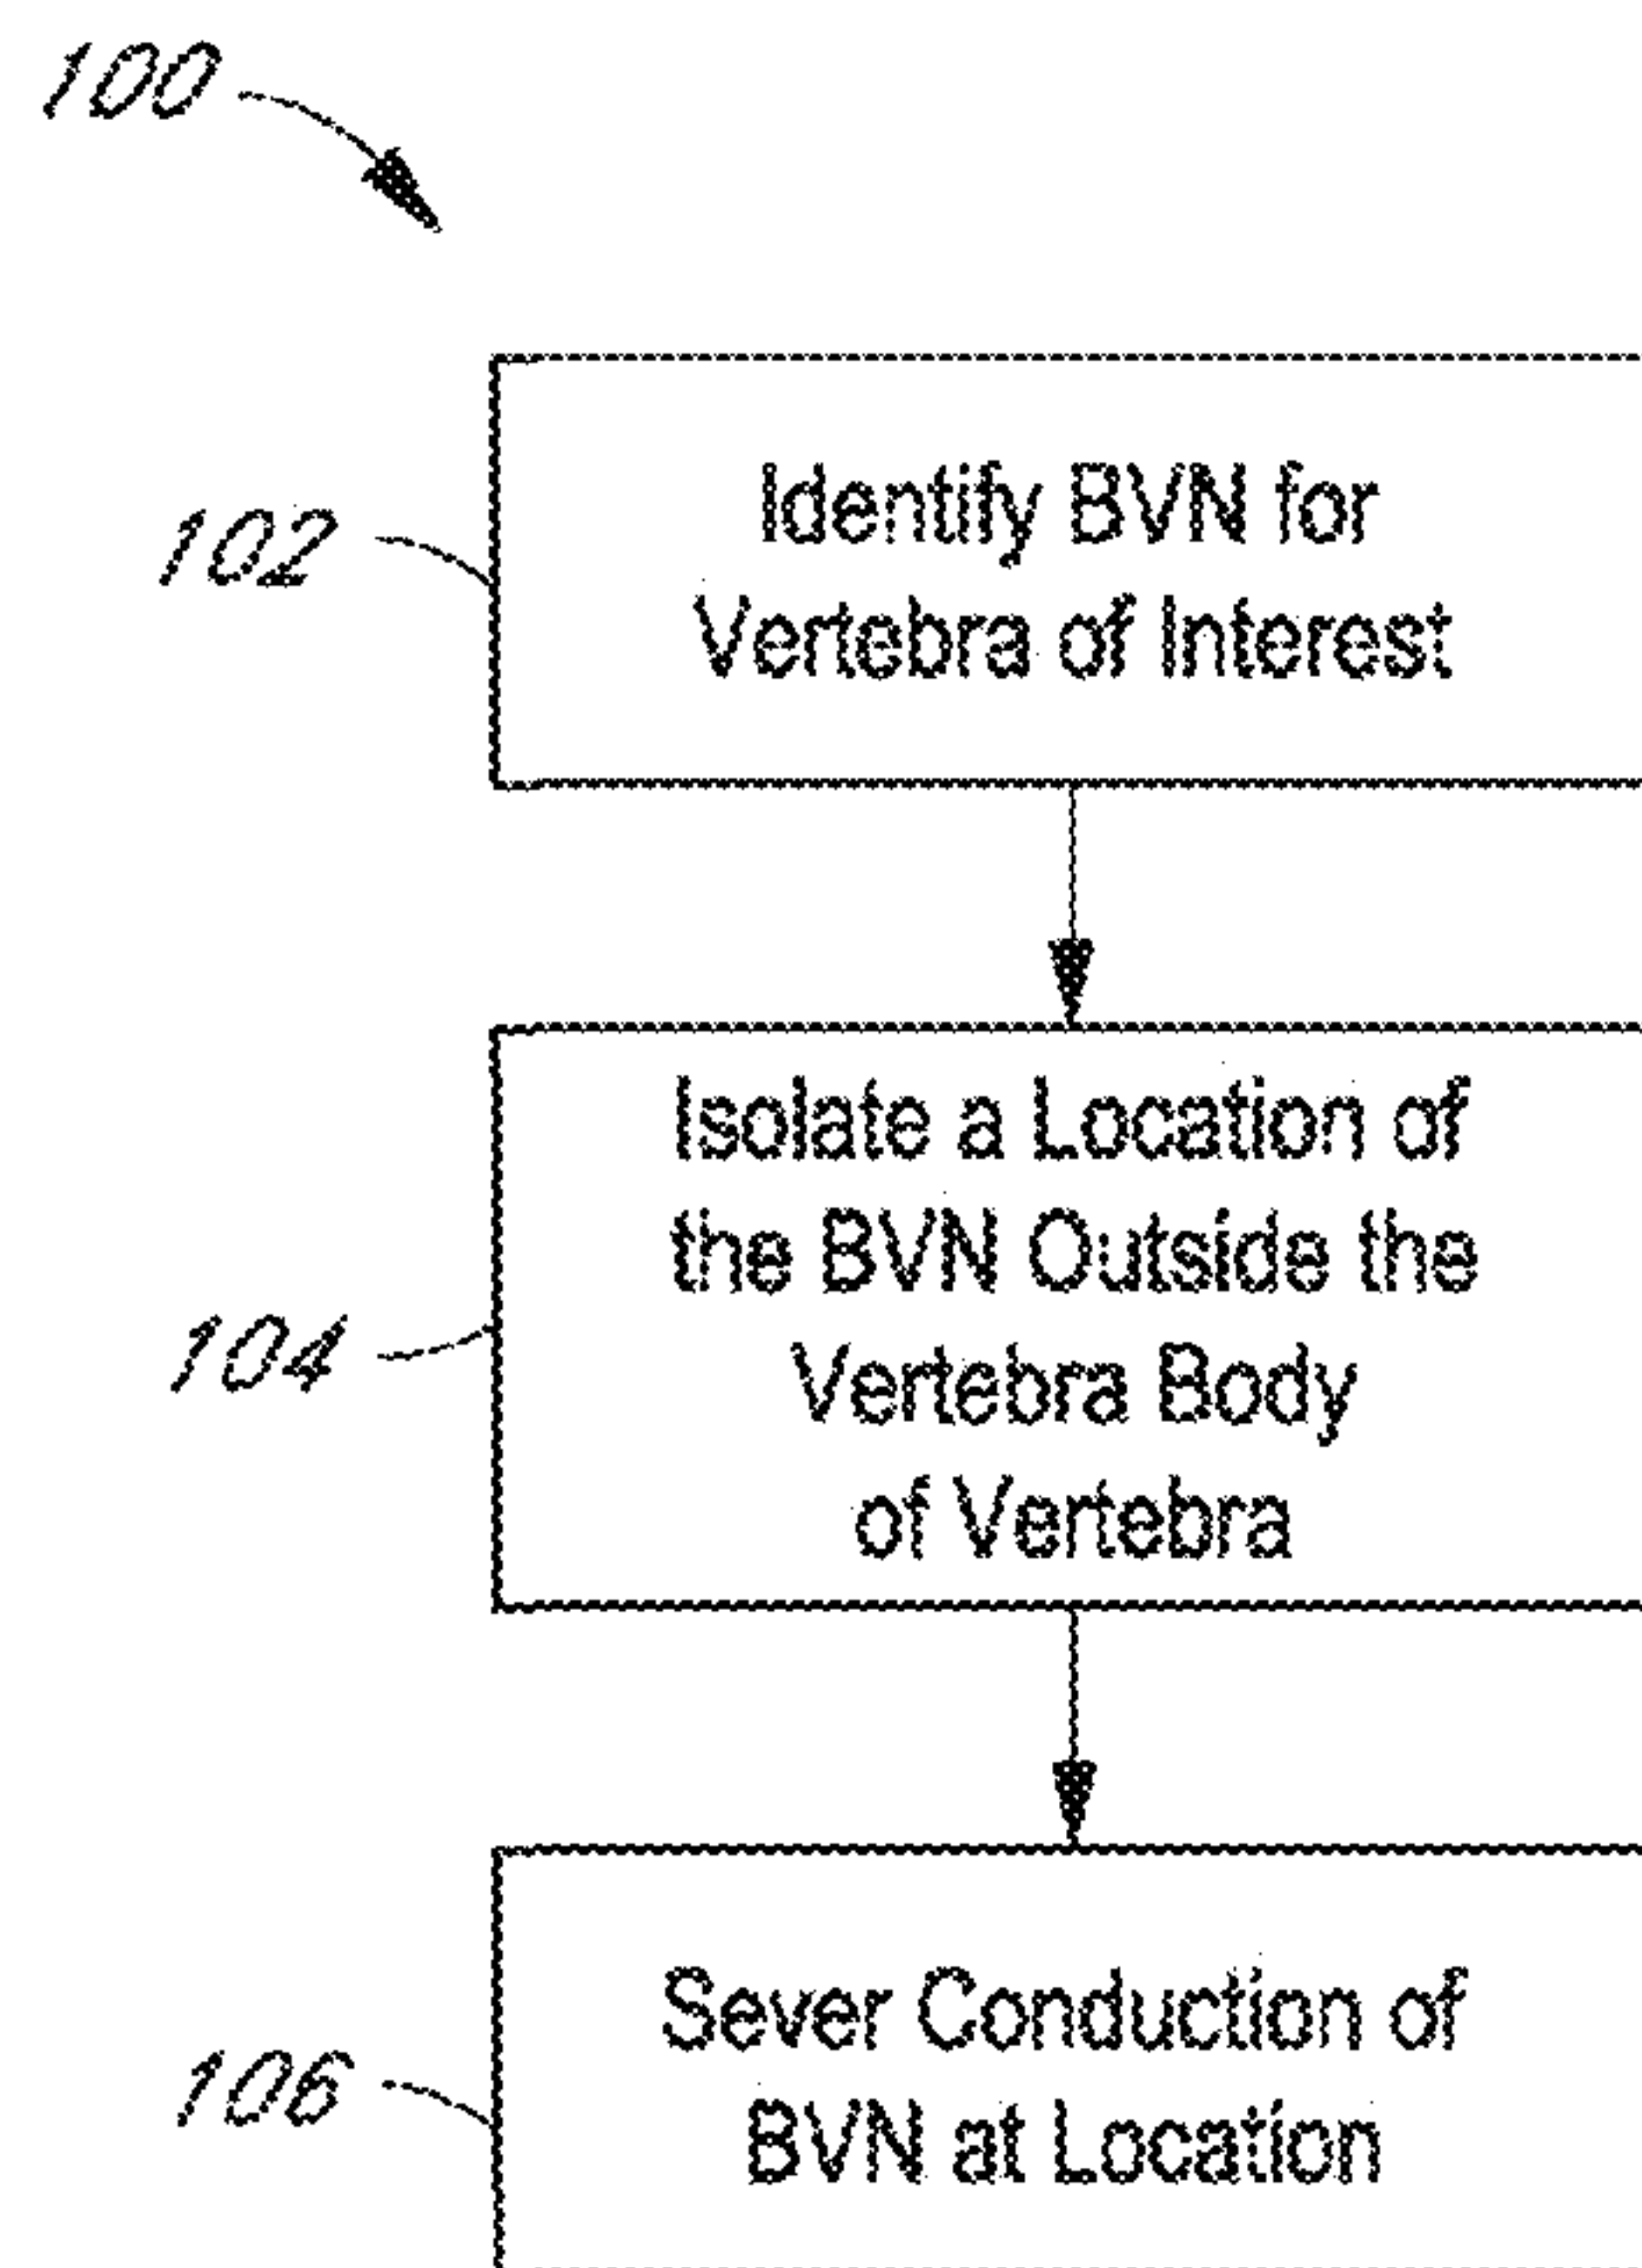 100
102
Identify BVN for
Vertebra of Interest
104
Isolate a Location of
the BVN Outside the
Vertebra Body
of Vertebra
106
Sever Conduction of
BVN at Location